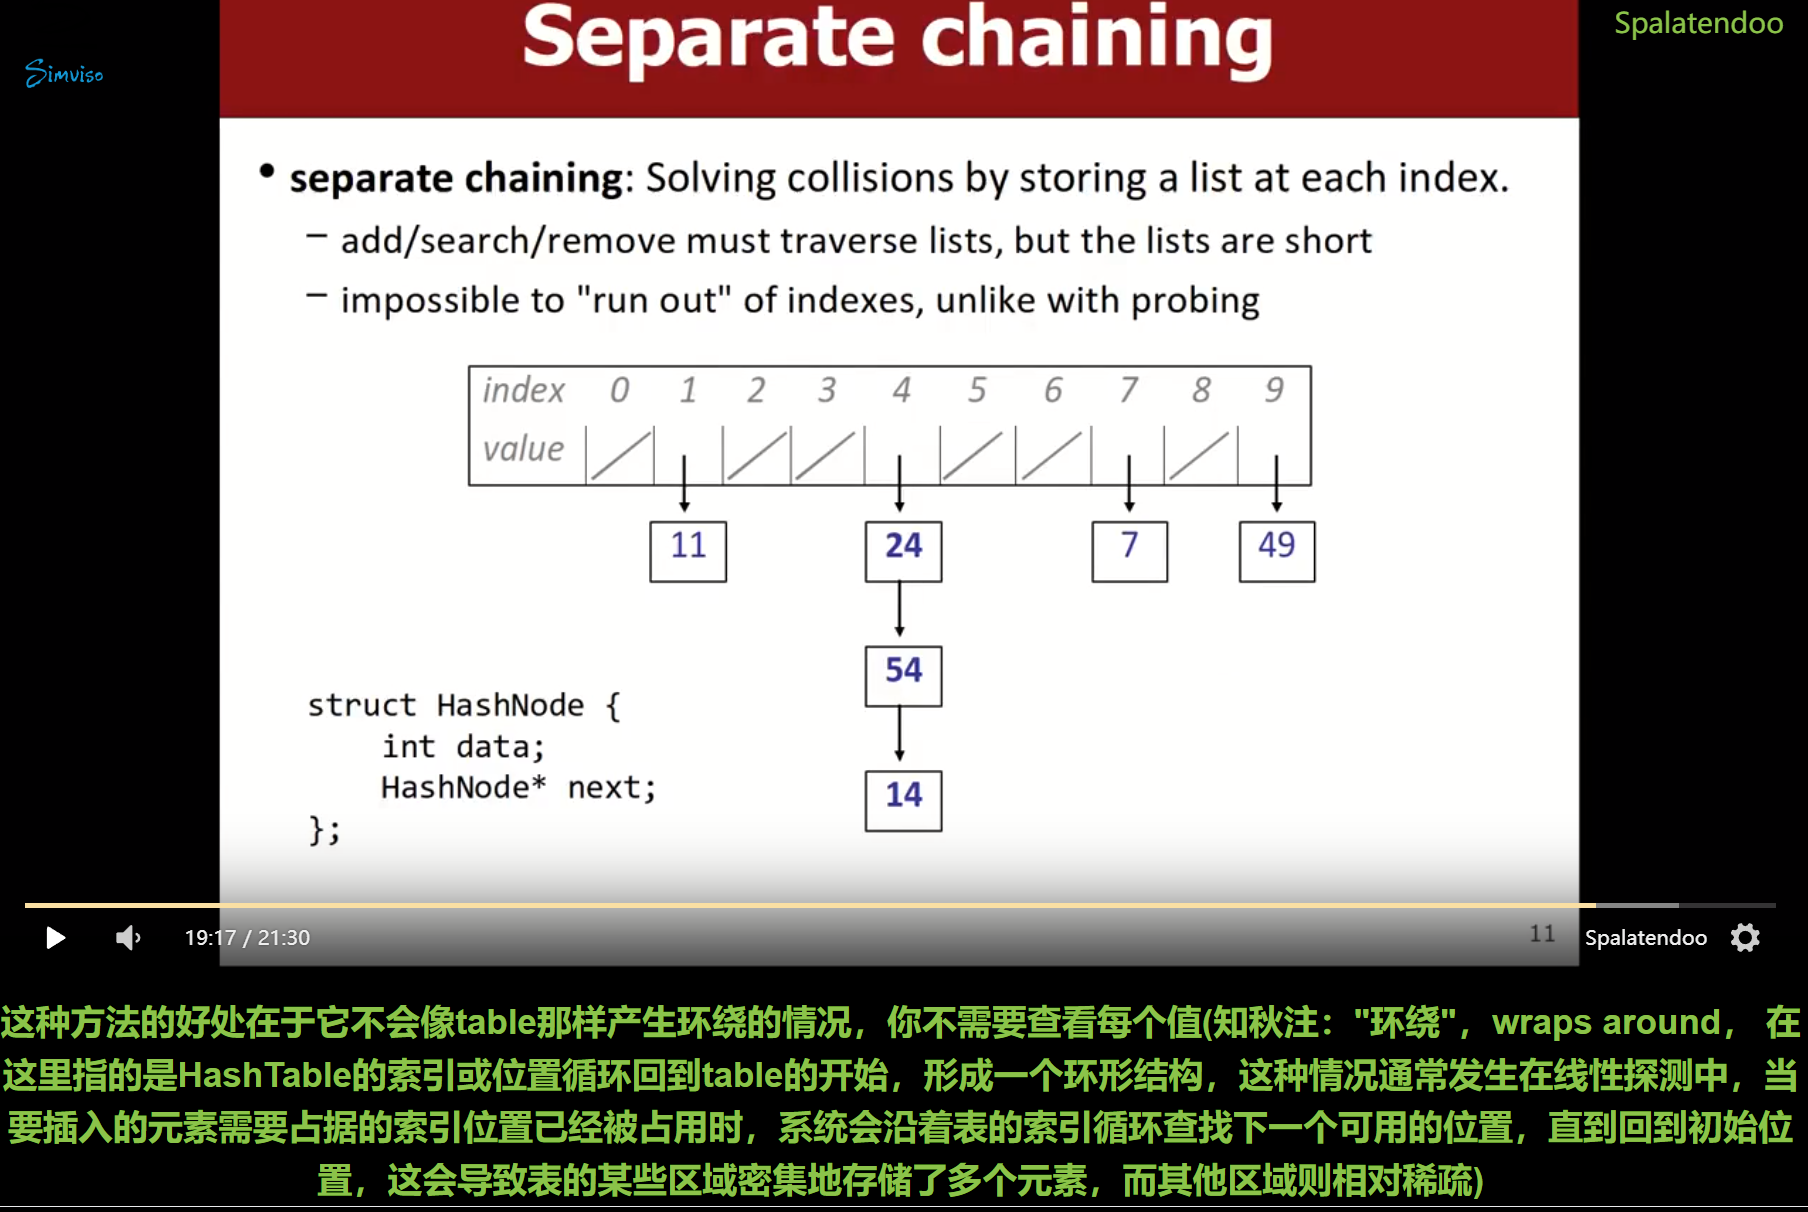 Separate chaining
Spalatendoo
Simviso
• separate chaining: Solving collisions by storing a list at each index.
– add/search/remove must traverse lists, but the lists are short
– impossible to "run out" of indexes, unlike with probing
index 0 1 2 3 4 5 6 7 8 9
value
11 24 7 49
54
14
struct HashNode {
int data;
HashNode* next;
};
19:17 / 21:30
11
Spalatendoo
这种方法的好处在于它不会像table那样产生环绕的情况，你不需要查看每个值(知秋注："环绕"，wraps around， 在
这里指的是HashTable的索引或位置循环回到table的开始，形成一个环形结构，这种情况通常发生在线性探测中，当
要插入的元素需要占据的索引位置已经被占用时，系统会沿着表的索引循环查找下一个可用的位置，直到回到初始位
置，这会导致表的某些区域密集地存储了多个元素，而其他区域则相对稀疏)